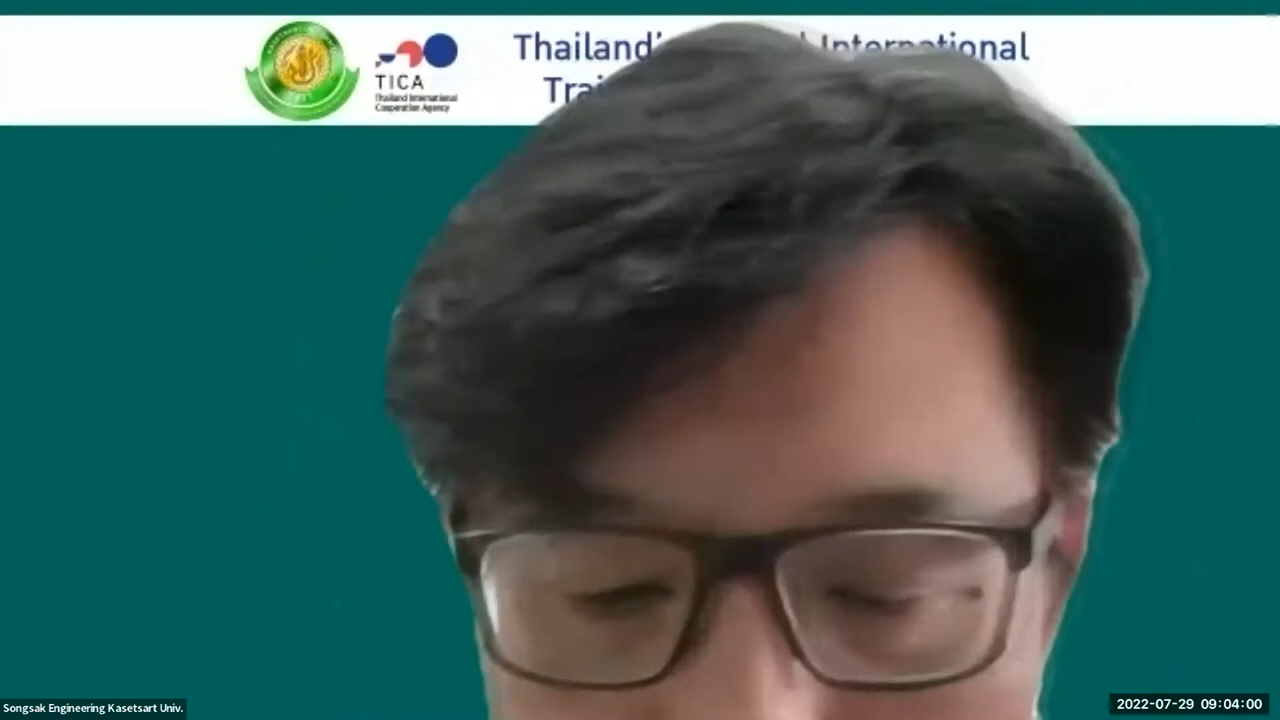 Thailand'
International
TICA
Thailand International
Cooperation Agency
Songsak Engineering Kasetsart Univ.
2022-07-29 09:04:00